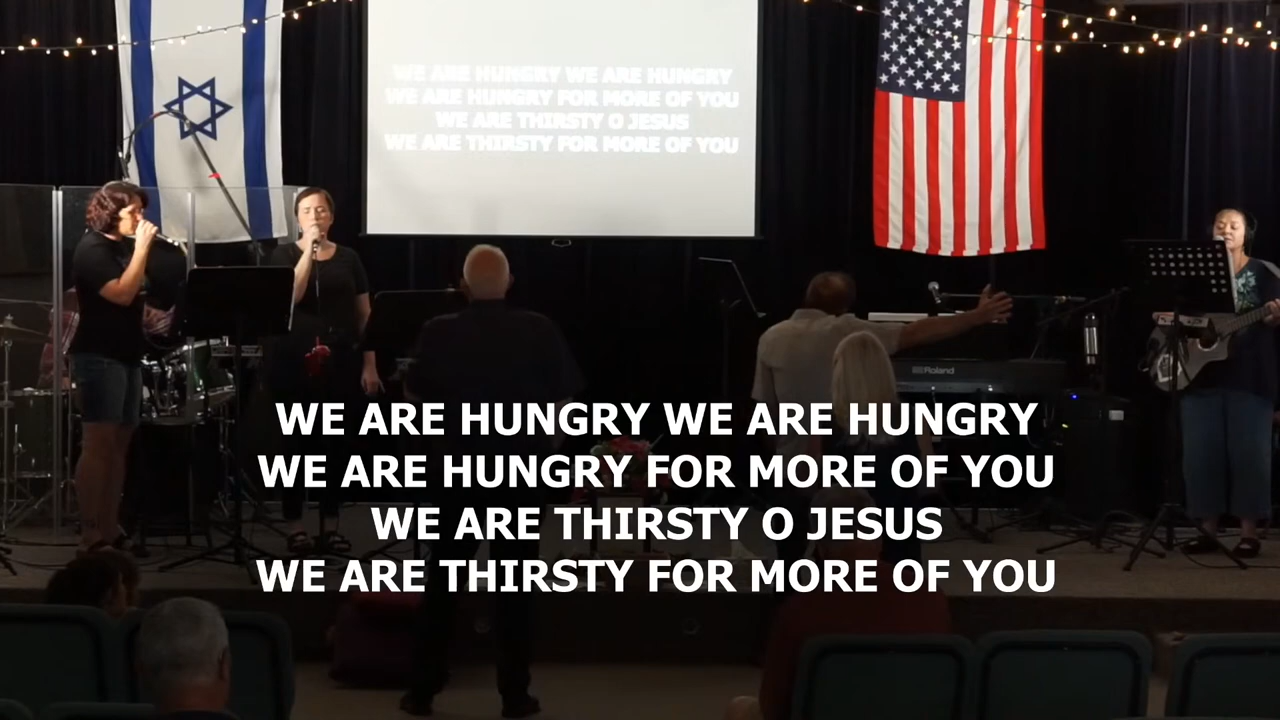 WE ARE HUNGRY WE ARE HUNGRY
WE ARE HUNGRY FOR MORE OF YOU
WE ARE THIRSTY O JESUS
WE ARE THIRSTY FOR MORE OF YOU
Roland
WE ARE HUNGRY WE ARE HUNGRY
WE ARE HUNGRY FOR MORE OF YOU
WE ARE THIRSTY O JESUS
WE ARE THIRSTY FOR MORE OF YOU